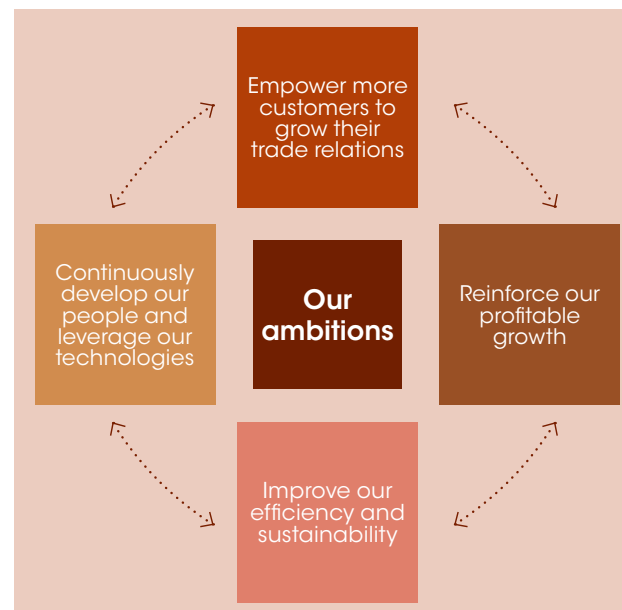 Empower more
customers to
grow their
trade relations
Continuously
develop our
people and
leverage our
technologies
Our
ambitions
Reinforce our
profitable
growth
Improve our
efficiency and
sustainability